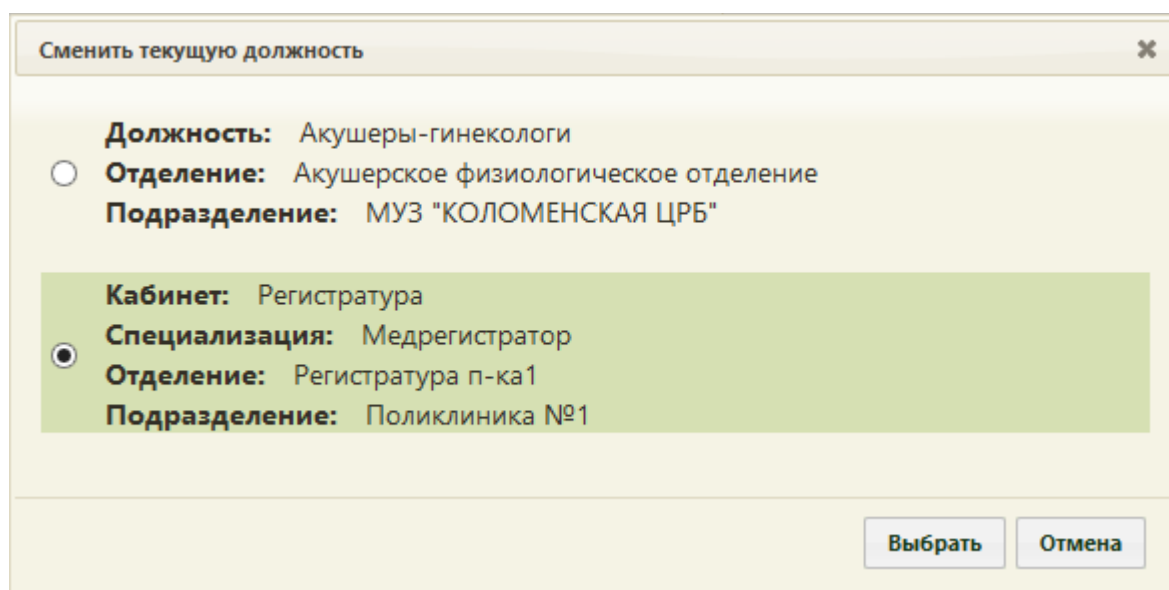 Сменить текущую должность
Должность: Акушеры-гинекологи
Отделение: Акушерское физиологическое отделение
Подразделение: МУЗ "КОЛОМЕНСКАЯ ЦРБ"
Кабинет: Регистратура
Специализация: Медрегистратор
Отделение: Регистратура п-ка1
Подразделение: Поликлиника №1
Выбрать Отмена